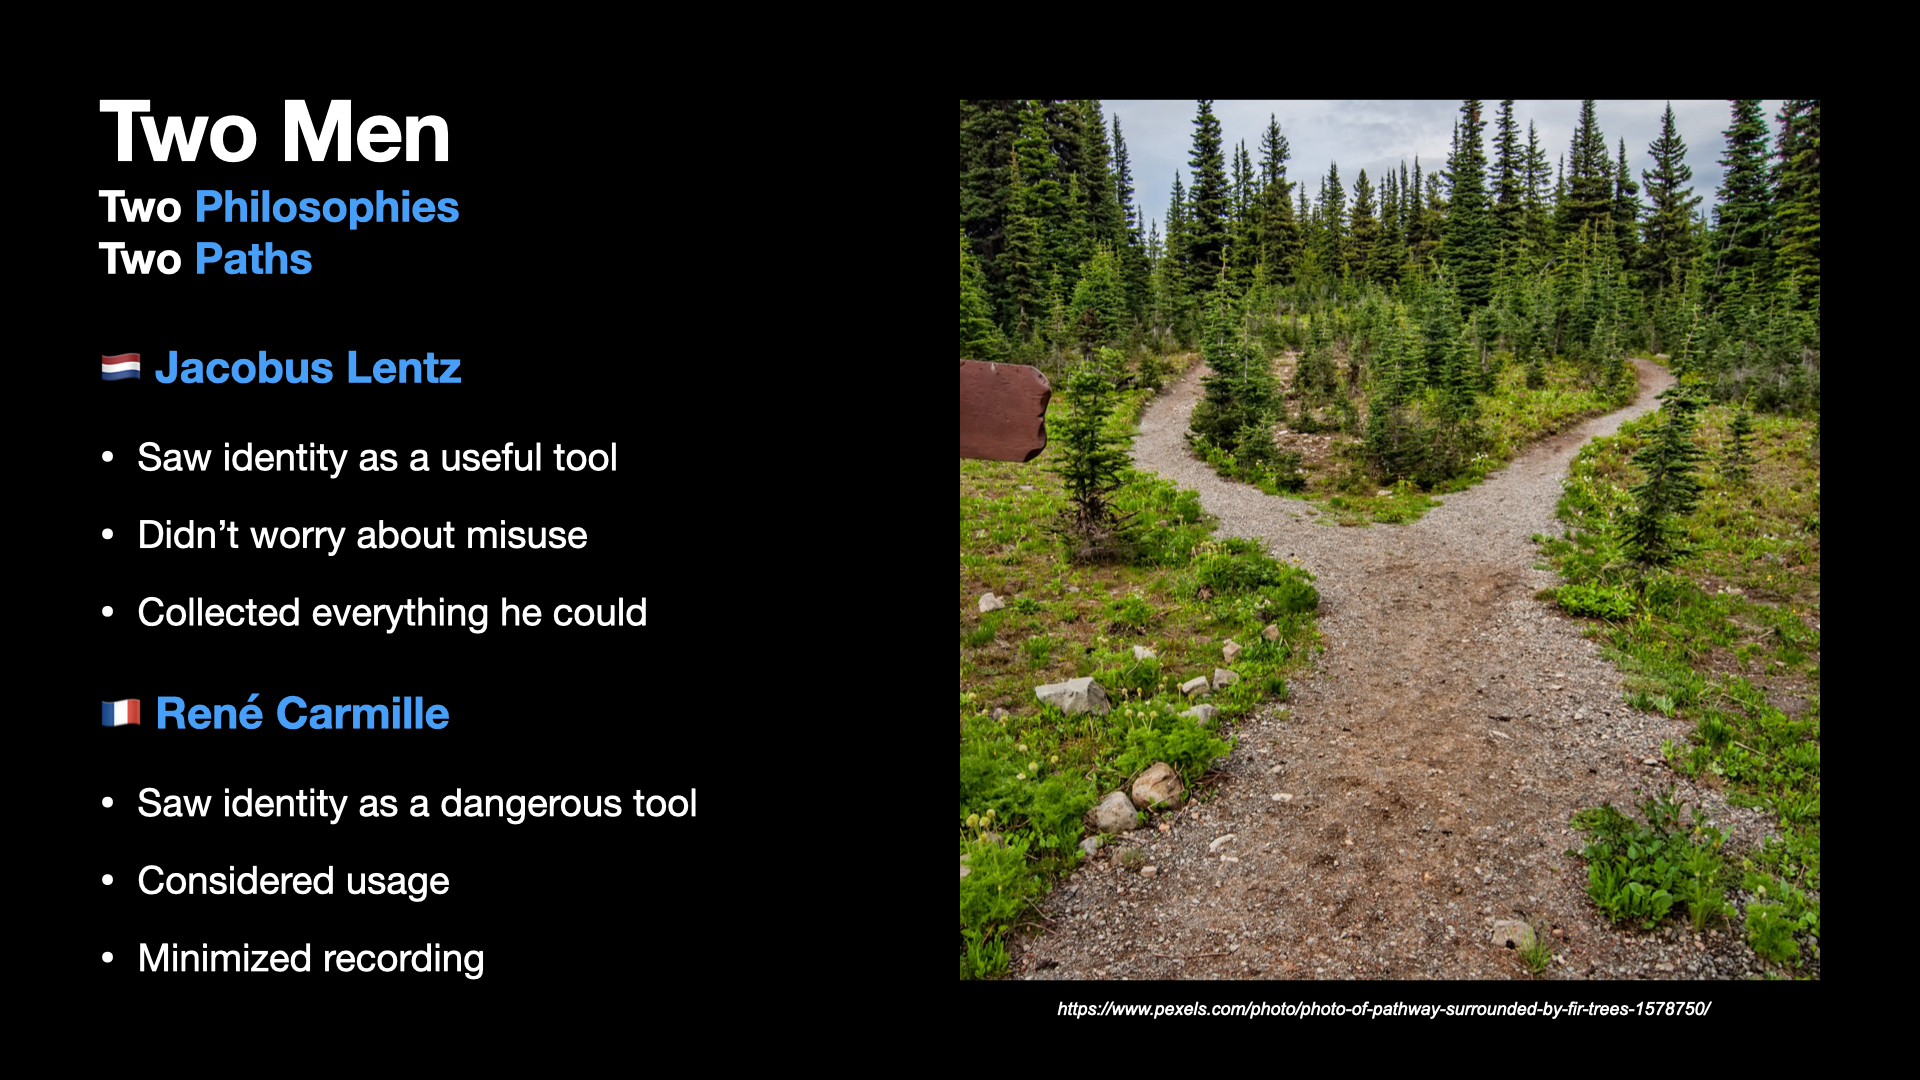 Two Men
Two Philosophies
Two Paths
🇳🇱 Jacobus Lentz
• Saw identity as a useful tool
• Didn’t worry about misuse
• Collected everything he could
🇫🇷 René Carmille
• Saw identity as a dangerous tool
• Considered usage
• Minimized recording
https://www.pexels.com/photo/photo-of-pathway-surrounded-by-fir-trees-1578750/